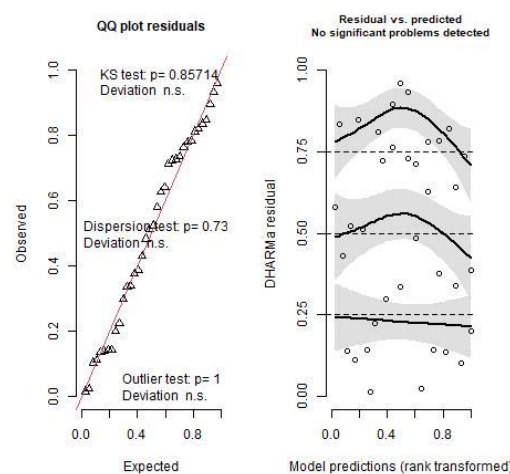 QQ plot residuals
KS test: p= 0.85714
Deviation n.s.
Dispersion test: p= 0.73
Deviation n.s.
Outlier test: p= 1
Deviation n.s.
Observed
0.0 0.2 0.4 0.6 0.8 1.0
0.0 0.4 0.8
Expected
Residual vs. predicted
No significant problems detected
DHARMa residual
0.00 0.25 0.50 0.75 1.00
0.0 0.4 0.8
Model predictions (rank transformed)